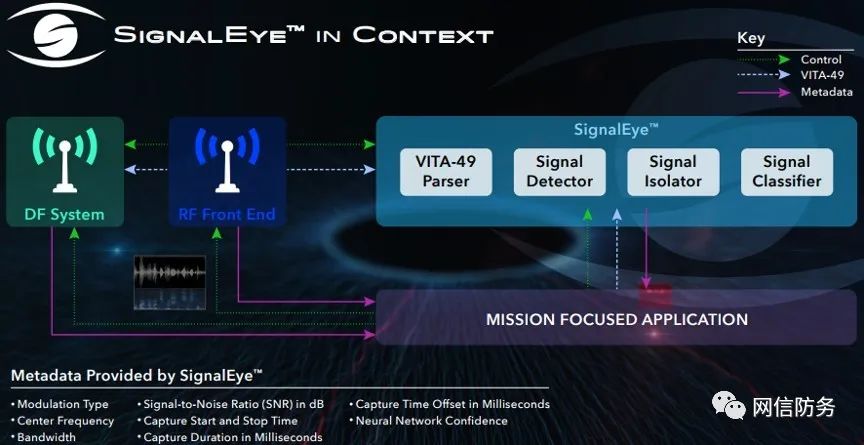 SIGNALEYE™ IN CONTEXT
Key
Control
VITA-49
Metadata
DF System
RF Front End
SignalEye™
VITA-49
Parser
Signal
Detector
Signal
Isolator
Signal
Classifier
MISSION FOCUSED APPLICATION
Metadata Provided by SignalEye™
• Modulation Type
• Center Frequency
• Bandwidth
• Signal-to-Noise Ratio (SNR) in dB
• Capture Start and Stop Time
• Capture Duration in Milliseconds
• Capture Time Offset in Milliseconds
• Neural Network Confidence
网信防务